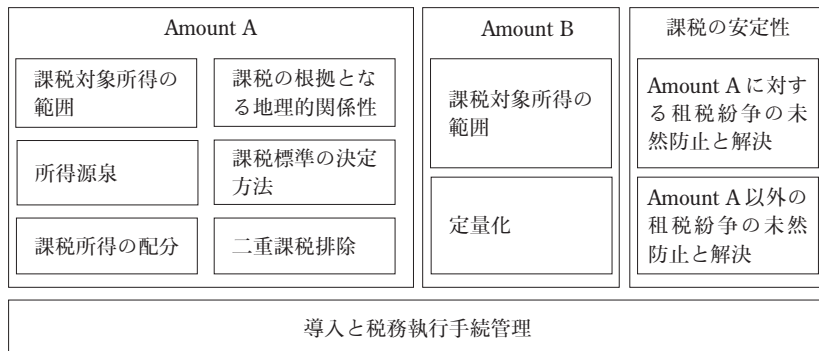 Amount A
課税対象所得の
範囲
課税の根拠とな
る地理的関係性
所得源泉
課税標準の決定
方法
課税所得の配分
二重課税排除
Amount B
課税対象所得の
範囲
定量化
課税の安定性
Amount A に対
する租税紛争の未
然防止と解決
Amount A 以外の
租税紛争の未然
防止と解決
導入と税務執行手続管理